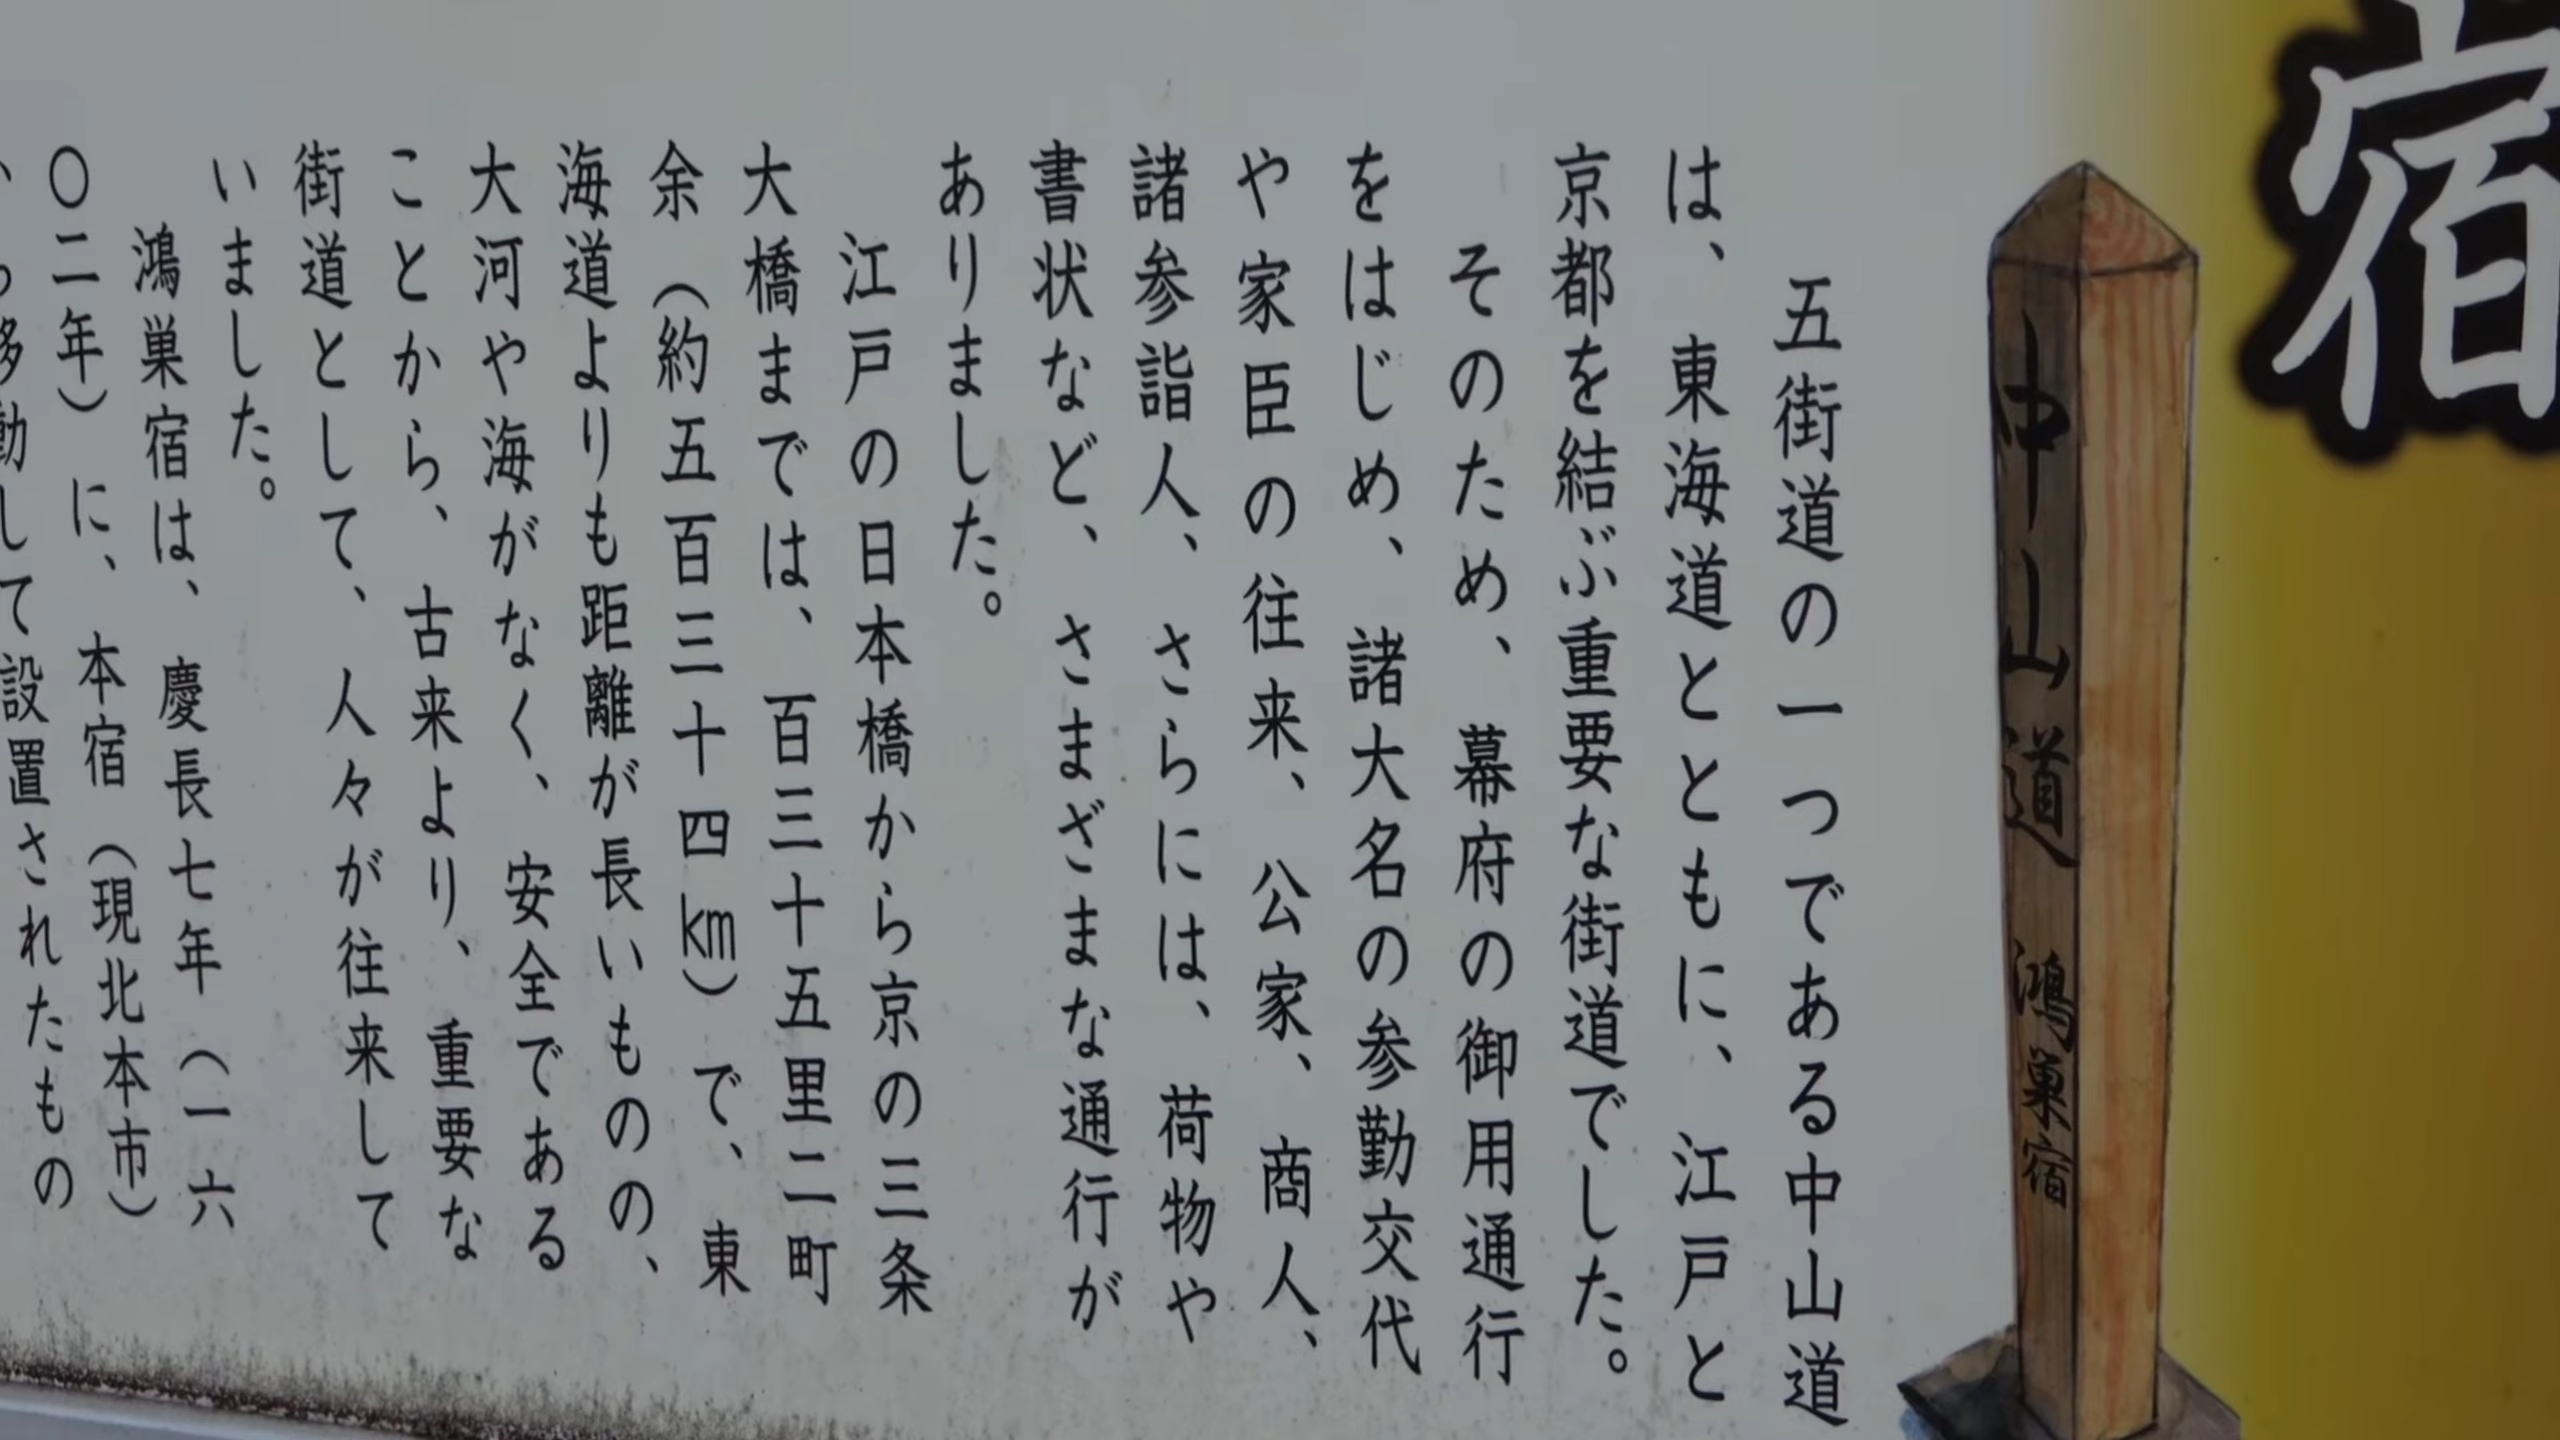 宿
中山道 鴻巣宿
五街道の一つである中山道
は、東海道とともに、江戸と
京都を結ぶ重要な街道でした。
そのため、幕府の御用通行
をはじめ、諸大名の参勤交代
や家臣の往来、公家、商人、
諸参詣人、さらには、荷物や
書状など、さまざまな通行が
ありました。
江戸の日本橋から京の三条
大橋までは、百三十五里二町
余（約五百三十四㎞）で、東
海道よりも距離が長いものの、
大河や海がなく、安全である
ことから、古来より、重要な
街道として、人々が往来して
いました。
鴻巣宿は、慶長七年（一六
〇二年）に、本宿（現北本市）
移動して設置されたもの